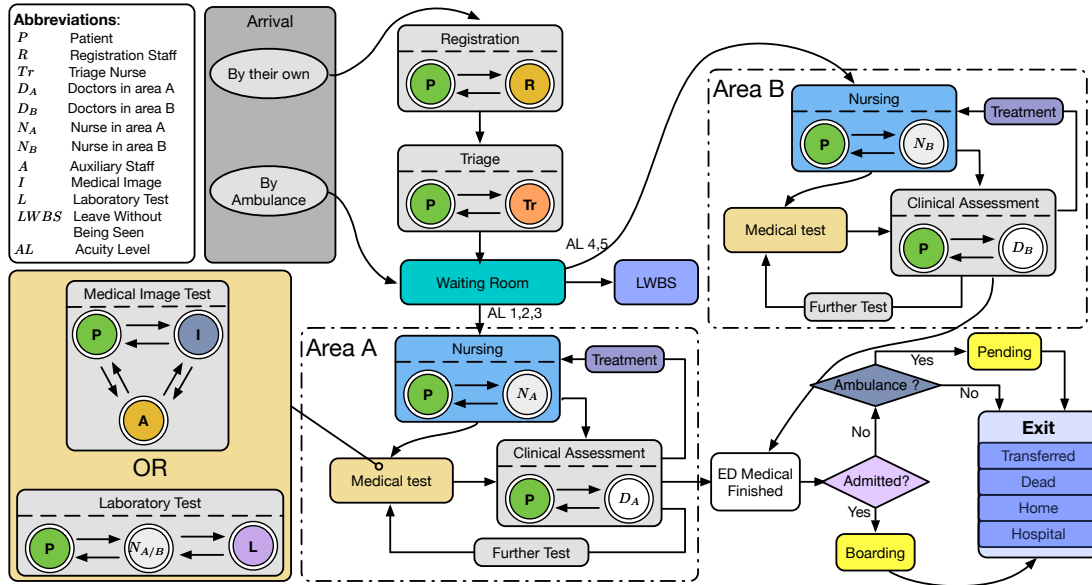 Abbreviations:
P Patient
R Registration Staff
Tr Triage Nurse
D_A Doctors in area A
D_B Doctors in area B
N_A Nurse in area A
N_B Nurse in area B
A Auxiliary Staff
I Medical Image
L Laboratory Test
LWBS Leave Without
Being Seen
AL Acuity Level
Arrival
By their own
By
Ambulance
Registration
P R
Triage
P Tr
Waiting Room
LWBS
AL 4,5
AL 1,2,3
Area B
Nursing
P N_B
Treatment
Medical test
Clinical Assessment
P D_B
Further Test
Area A
Nursing
P N_A
Treatment
Medical test
Clinical Assessment
P D_A
Further Test
Medical Image Test
P I
A
OR
Laboratory Test
P N_A/B L
ED Medical
Finished
Admitted?
No
Yes
Boarding
Ambulance ?
Yes
No
Pending
Exit
Transferred
Dead
Home
Hospital